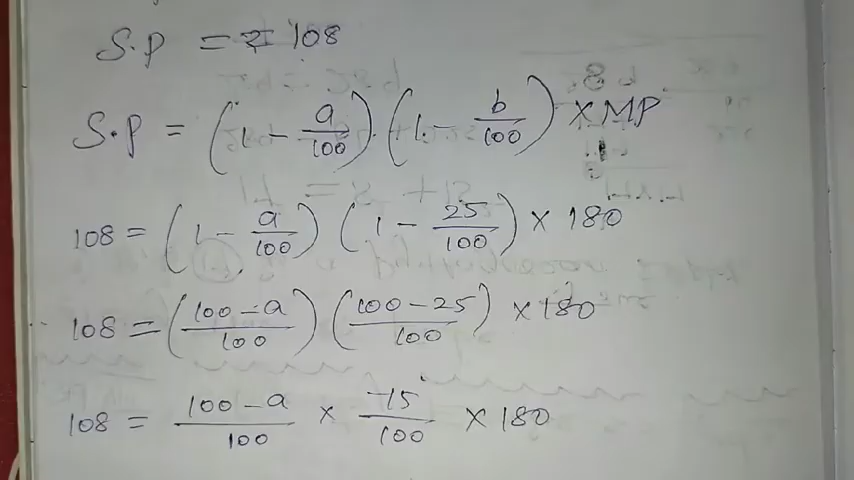 S.P = = 108
S.P = (1 - a/100) · (1 - b/100) × MP
108 = (1 - a/100) (1 - 25/100) × 180
108 = (100 - a/100) (100 - 25/100) × 180
108 = 100 - a/100 × 75/100 × 180